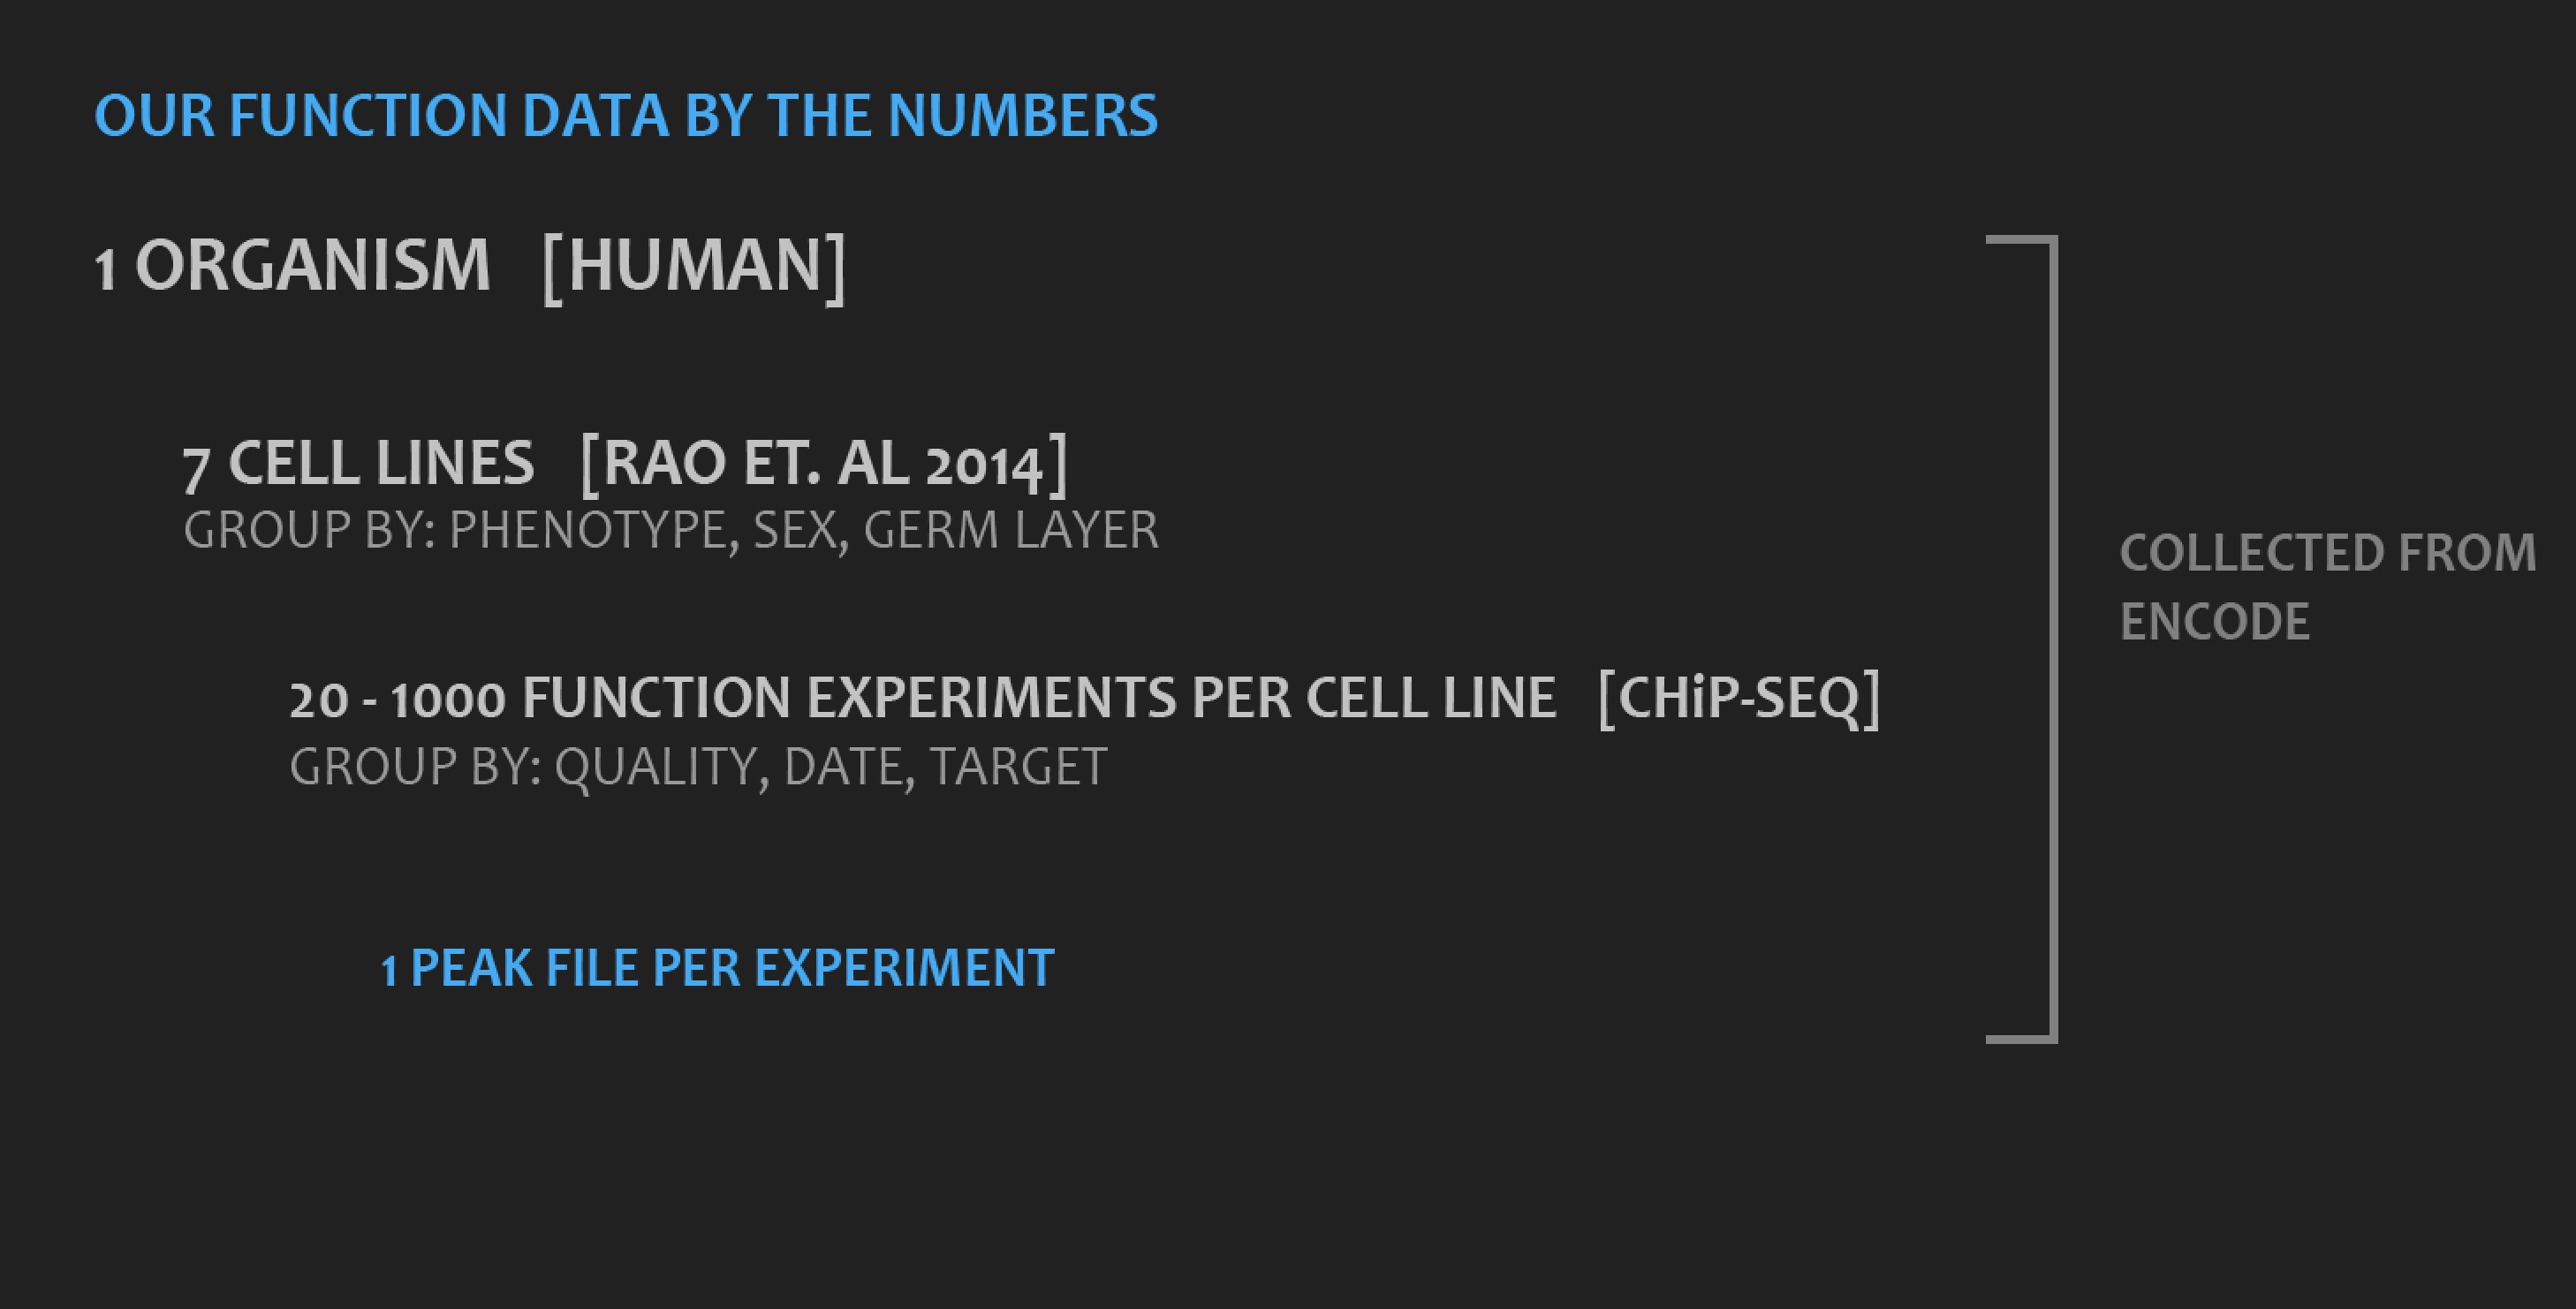 OUR FUNCTION DATA BY THE NUMBERS
1 ORGANISM [HUMAN]
7 CELL LINES [RAO ET. AL 2014]
GROUP BY: PHENOTYPE, SEX, GERM LAYER
20 - 1000 FUNCTION EXPERIMENTS PER CELL LINE [CHiP-SEQ]
GROUP BY: QUALITY, DATE, TARGET
1 PEAK FILE PER EXPERIMENT
COLLECTED FROM
ENCODE